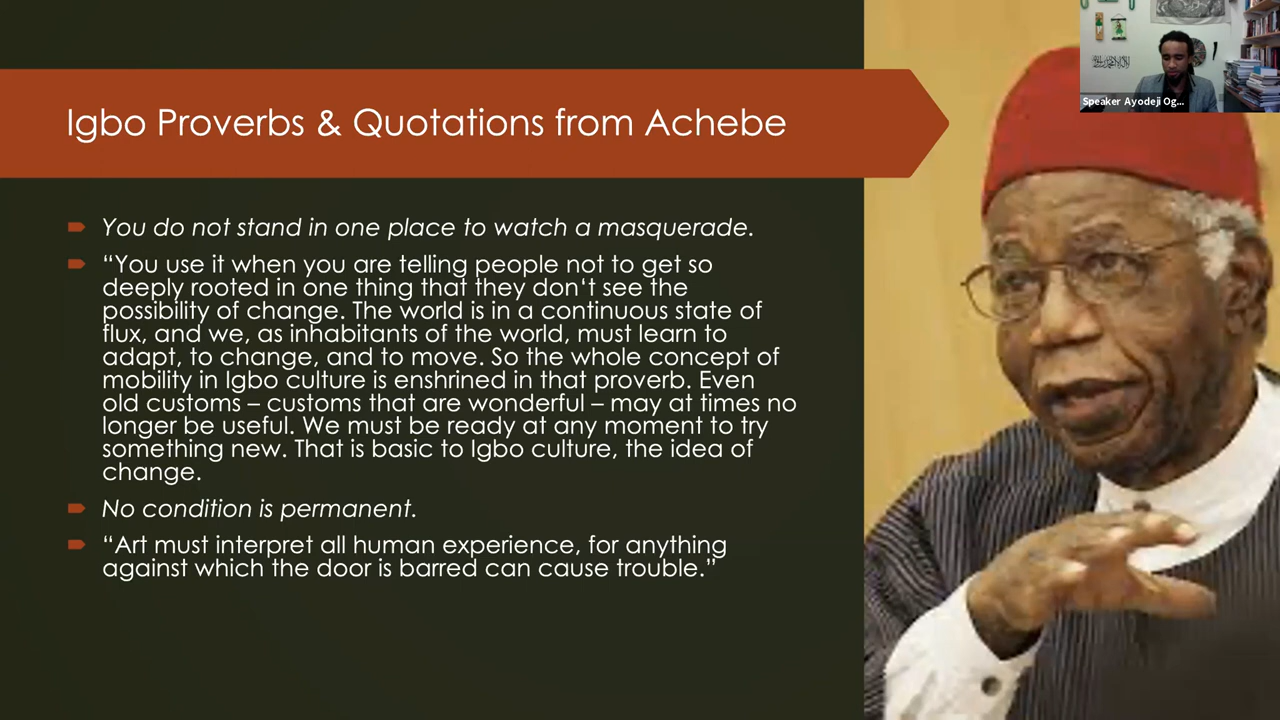 Igbo Proverbs & Quotations from Achebe
You do not stand in one place to watch a masquerade.
“You use it when you are telling people not to get so
deeply rooted in one thing that they don‘t see the
possibility of change. The world is in a continuous state of
flux, and we, as inhabitants of the world, must learn to
adapt, to change, and to move. So the whole concept of
mobility in Igbo culture is enshrined in that proverb. Even
old customs – customs that are wonderful – may at times no
longer be useful. We must be ready at any moment to try
something new. That is basic to Igbo culture, the idea of
change.
No condition is permanent.
“Art must interpret all human experience, for anything
against which the door is barred can cause trouble.”
Speaker Ayodeji Og...